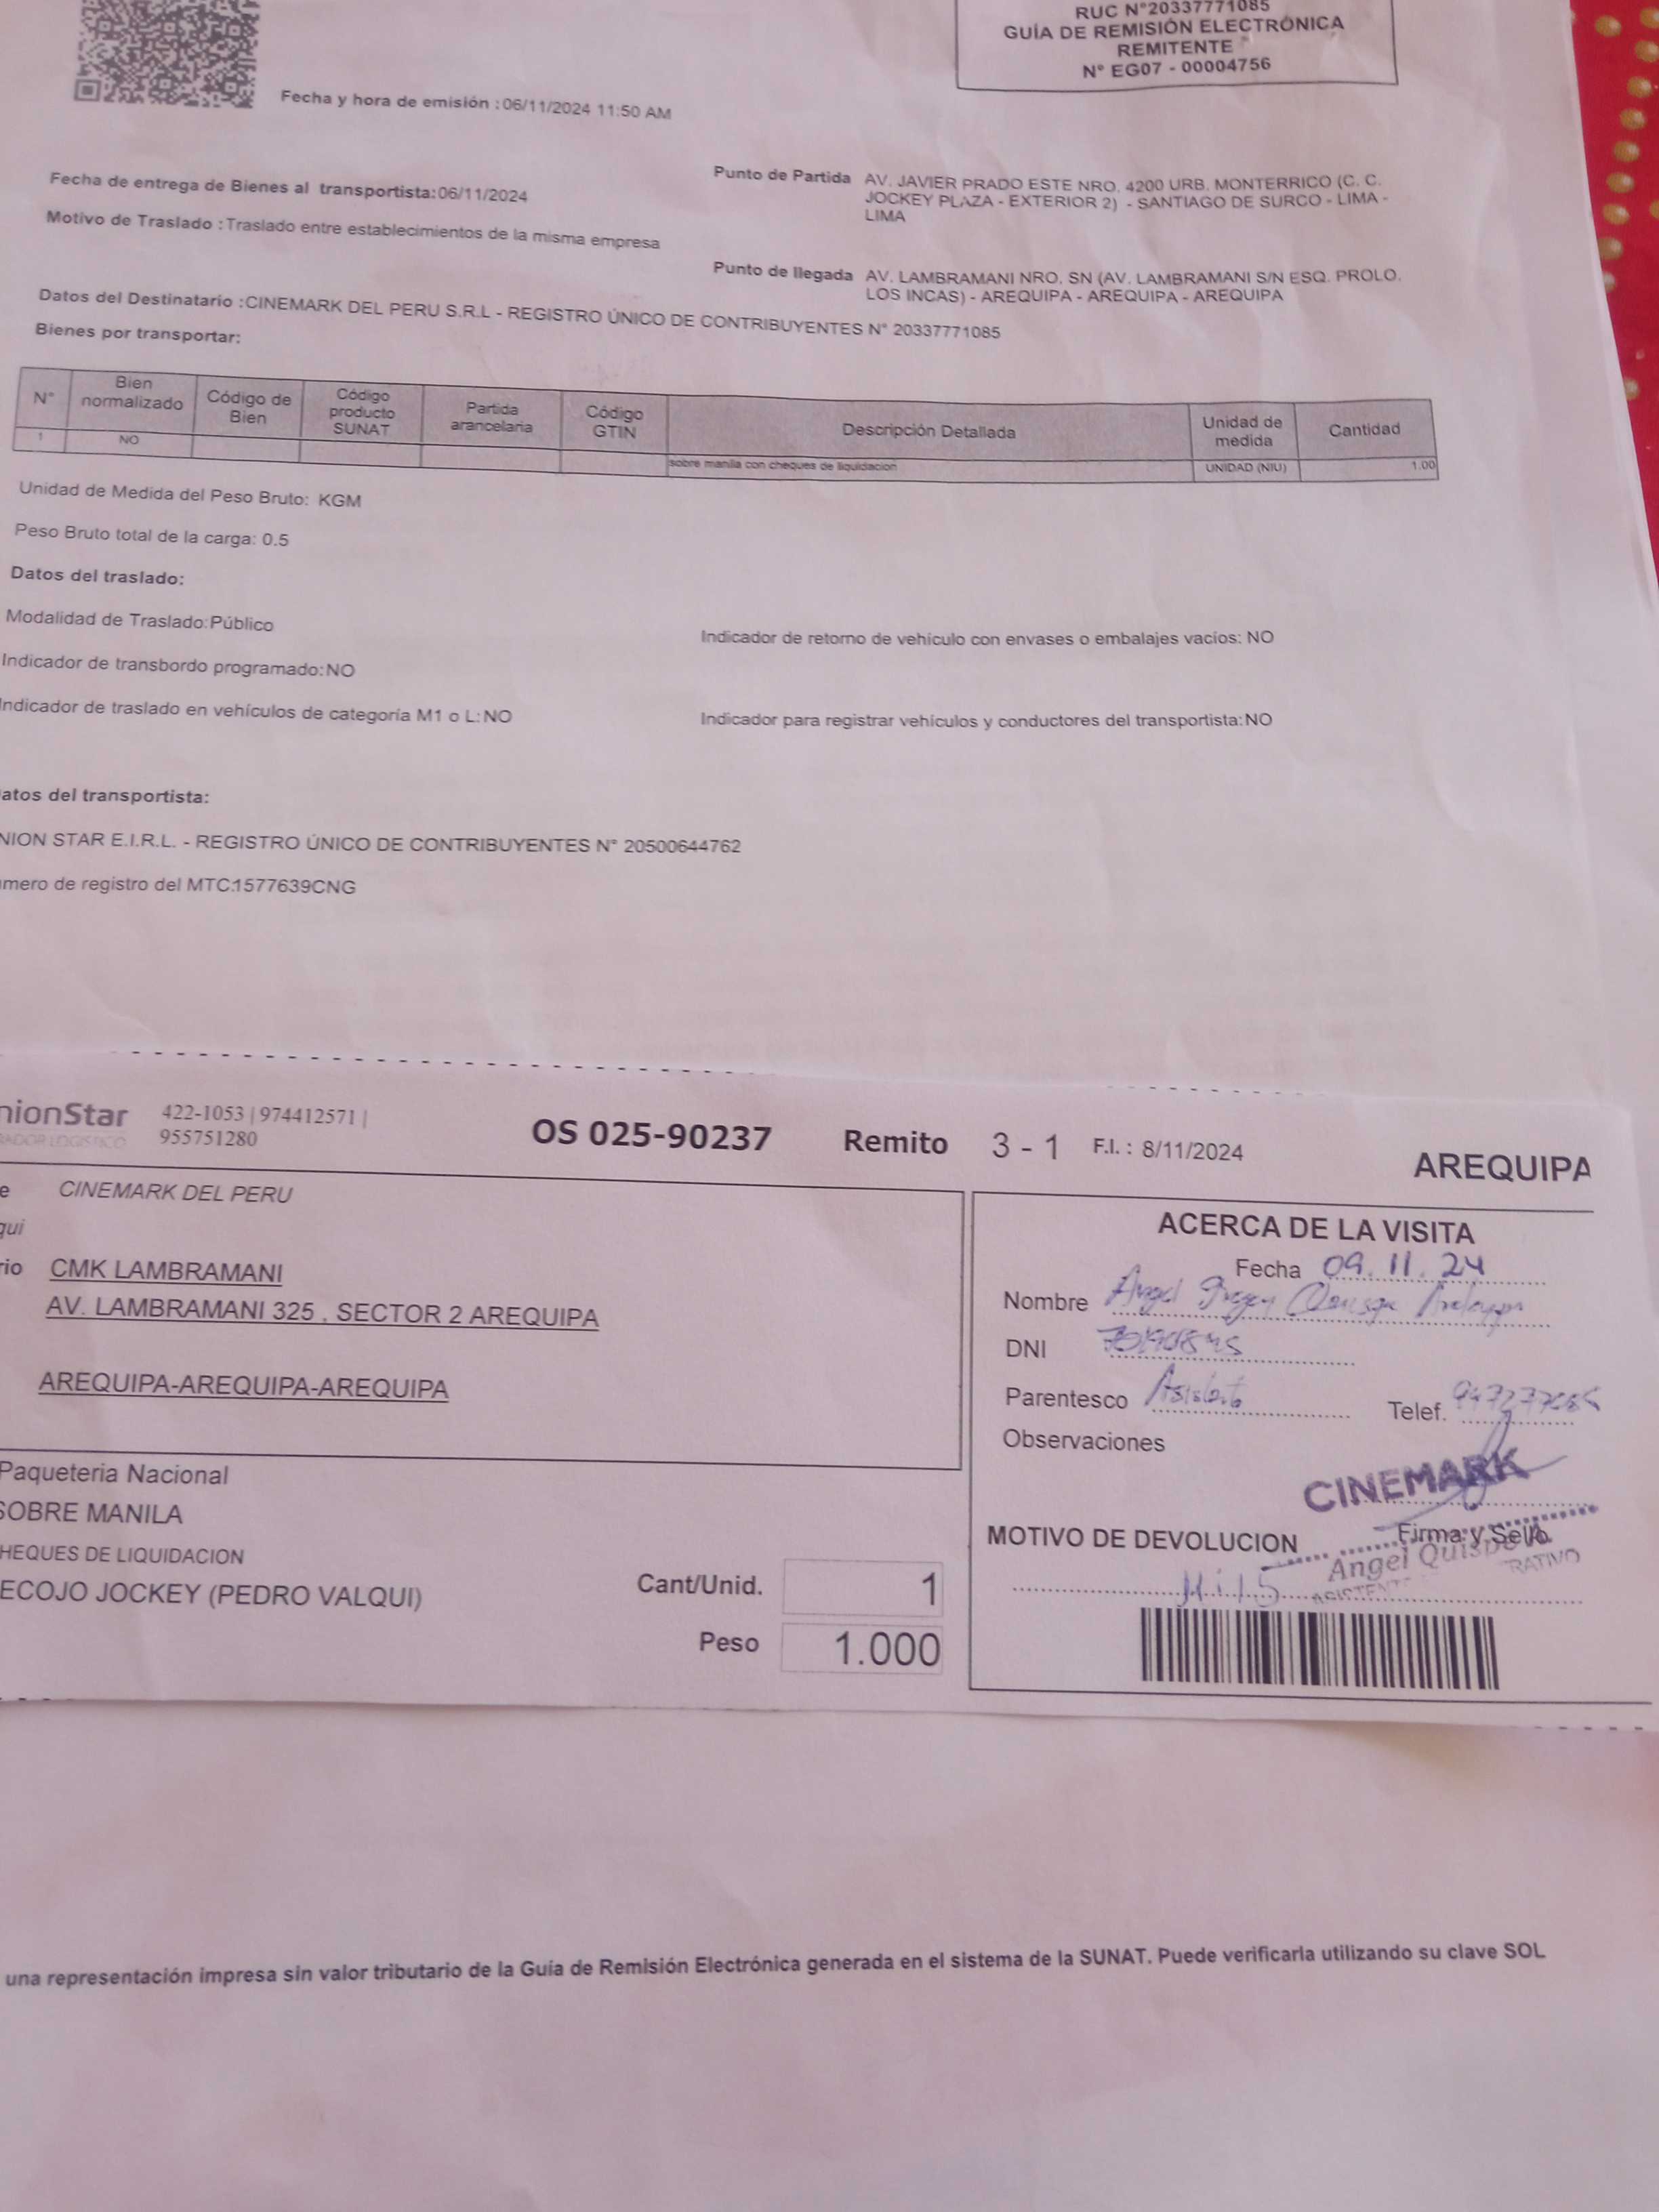 RUC N°20337771085
GUÍA DE REMISIÓN ELECTRÓNICA
REMITENTE
N° EG07 - 00004756
Fecha y hora de emisión : 06/11/2024 11:50 AM
Fecha de entrega de Bienes al transportista: 06/11/2024
Motivo de Traslado : Traslado entre establecimientos de la misma empresa
Punto de Partida AV. JAVIER PRADO ESTE NRO. 4200 URB. MONTERRICO (C. C.
JOCKEY PLAZA - EXTERIOR 2) - SANTIAGO DE SURCO - LIMA -
LIMA
Punto de llegada AV. LAMBRAMANI NRO. SN (AV. LAMBRAMANI S/N ESQ. PROLO.
LOS INCAS) - AREQUIPA - AREQUIPA - AREQUIPA
Datos del Destinatario : CINEMARK DEL PERU S.R.L - REGISTRO ÚNICO DE CONTRIBUYENTES N° 20337771085
Bienes por transportar:
N° Bien normalizado Código de Bien Código producto SUNAT Partida arancelaria Código GTIN Descripción Detallada Unidad de medida Cantidad
1 NO sobre manila con cheques de liquidacion UNIDAD (NIU) 1.00
Unidad de Medida del Peso Bruto: KGM
Peso Bruto total de la carga: 0.5
Datos del traslado:
Modalidad de Traslado: Público
Indicador de retorno de vehículo con envases o embalajes vacíos: NO
Indicador de transbordo programado: NO
Indicador de traslado en vehículos de categoría M1 o L: NO
Indicador para registrar vehículos y conductores del transportista: NO
atos del transportista:
NION STAR E.I.R.L. - REGISTRO ÚNICO DE CONTRIBUYENTES N° 20500644762
mero de registro del MTC:1577639CNG
nionStar 422-1053 | 974412571 |
RADOR LOGÍSTICO 955751280
OS 025-90237 Remito 3 - 1 F.I. : 8/11/2024
AREQUIPA
e CINEMARK DEL PERU
qui
rio CMK LAMBRAMANI
AV. LAMBRAMANI 325 , SECTOR 2 AREQUIPA
AREQUIPA-AREQUIPA-AREQUIPA
Paqueteria Nacional
SOBRE MANILA
HEQUES DE LIQUIDACION
ECOJO JOCKEY (PEDRO VALQUI)
Cant/Unid. 1
Peso 1.000
ACERCA DE LA VISITA
Fecha 09.11.24
Nombre Angel
DNI
Parentesco Asistente
Telef.
Observaciones
CINEMARK
Firma y Sello
MOTIVO DE DEVOLUCION
Angel Quispe
una representación impresa sin valor tributario de la Guía de Remisión Electrónica generada en el sistema de la SUNAT. Puede verificarla utilizando su clave SOL